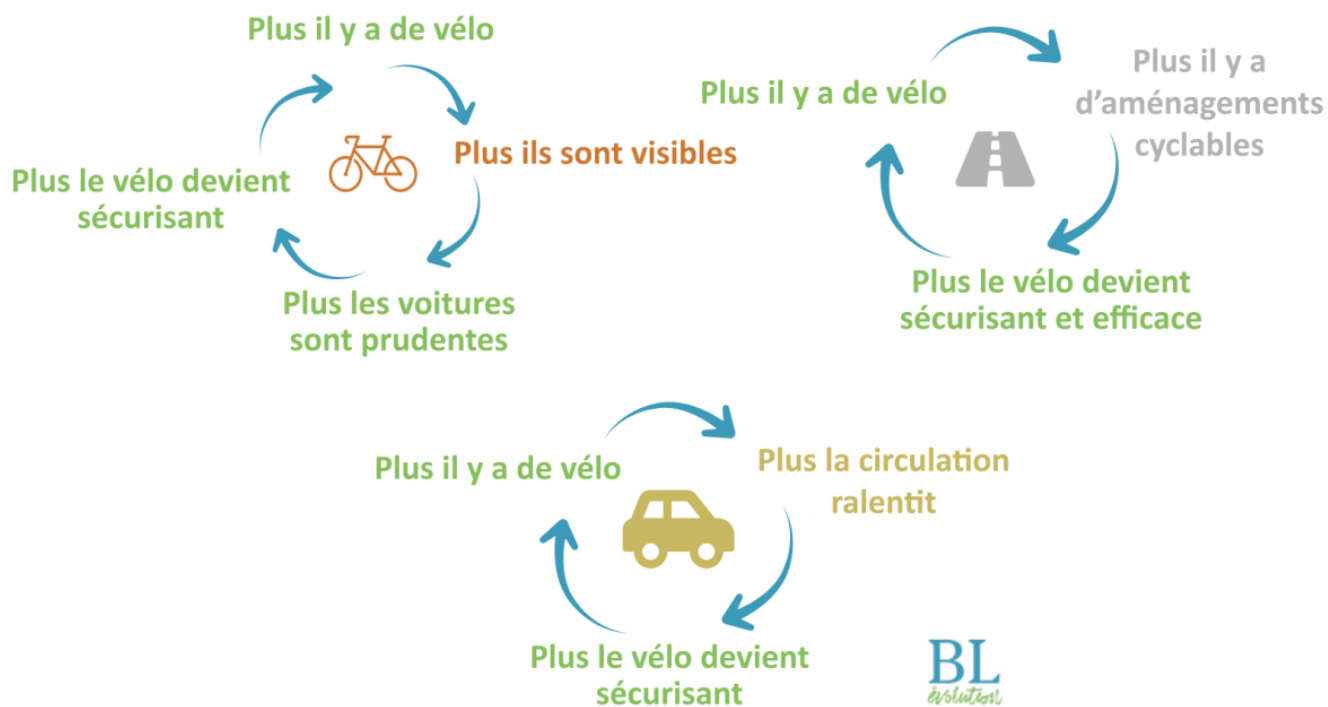 Plus il y a de vélo
Plus ils sont visibles
Plus les voitures
sont prudentes
Plus le vélo devient
sécurisant
Plus il y a de vélo
Plus il y a
d'aménagements
cyclables
Plus le vélo devient
sécurisant et efficace
Plus il y a de vélo
Plus la circulation
ralentit
Plus le vélo devient
sécurisant
BL
évolution